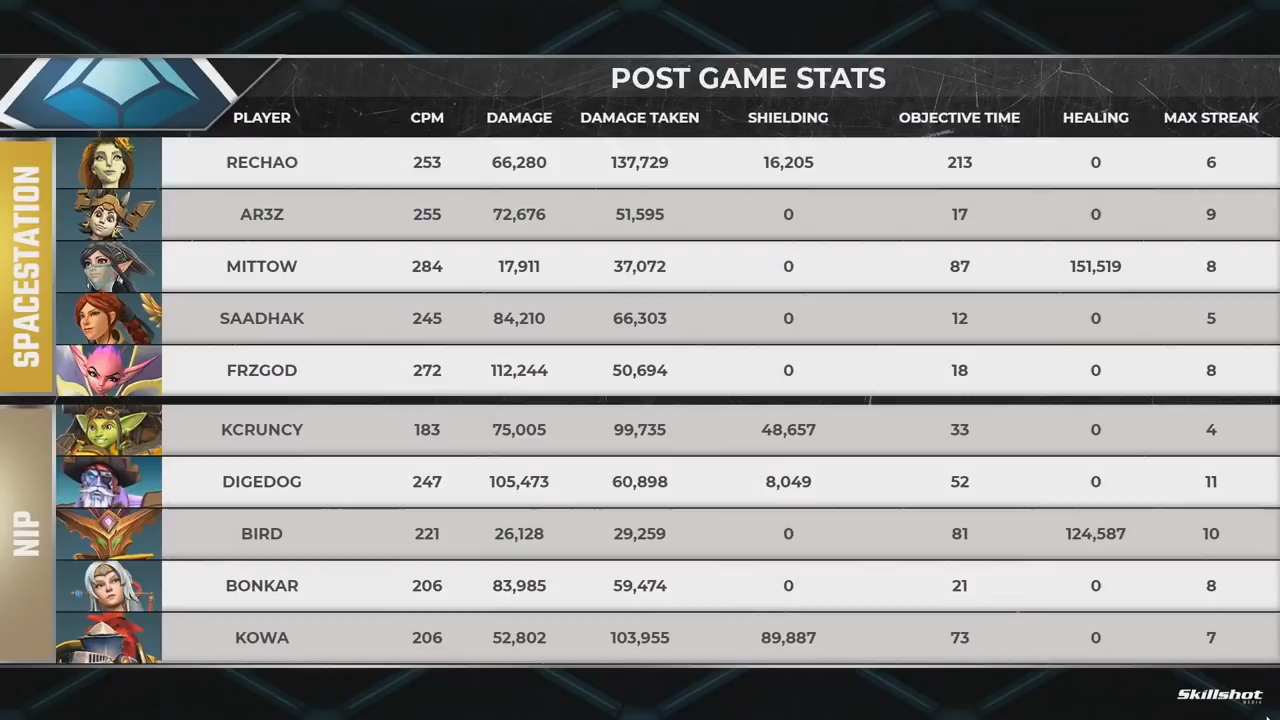 POST GAME STATS
PLAYER CPM DAMAGE DAMAGE TAKEN SHIELDING OBJECTIVE TIME HEALING MAX STREAK
SPACESTATION
RECHAO 253 66,280 137,729 16,205 213 0 6
AR3Z 255 72,676 51,595 0 17 0 9
MITTOW 284 17,911 37,072 0 87 151,519 8
SAADHAK 245 84,210 66,303 0 12 0 5
FRZGOD 272 112,244 50,694 0 18 0 8
NIP
KCRUNCY 183 75,005 99,735 48,657 33 0 4
DIGEDOG 247 105,473 60,898 8,049 52 0 11
BIRD 221 26,128 29,259 0 81 124,587 10
BONKAR 206 83,985 59,474 0 21 0 8
KOWA 206 52,802 103,955 89,887 73 0 7
Skillshot
MEDIA